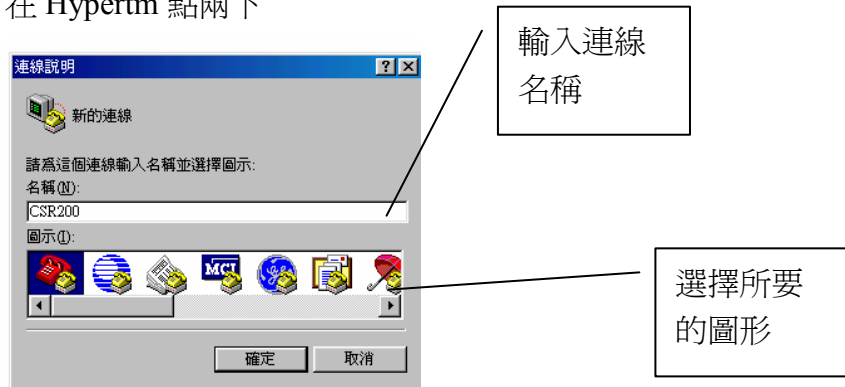 在 Hypertm 點兩下
輸入連線
名稱
連線說明
新的連線
請為這個連線輸入名稱並選擇圖示:
名稱(N):
CSR200
圖示(I):
MCI
選擇所要
的圖形
確定
取消